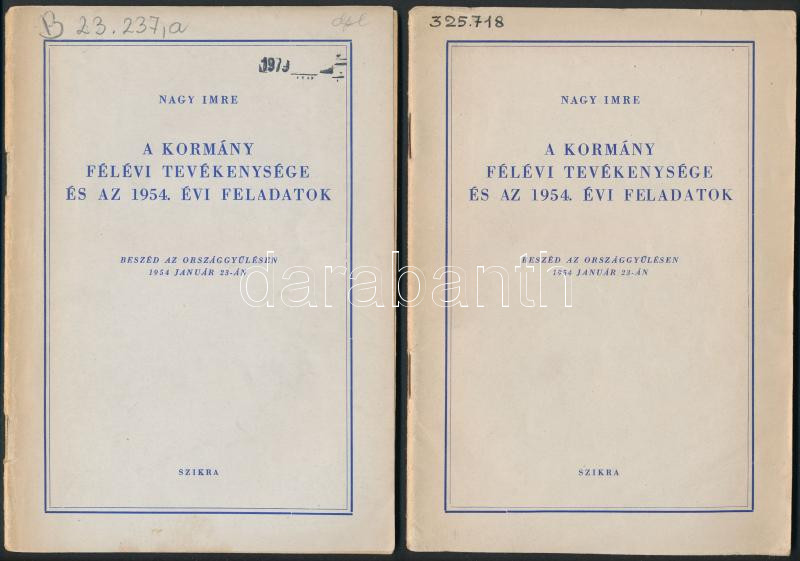 B 23.237,a
1973
NAGY IMRE
A KORMÁNY
FÉLÉVI TEVÉKENYSÉGE
ÉS AZ 1954. ÉVI FELADATOK
BESZÉD AZ ORSZÁGGYŰLÉSEN
1954 JANUÁR 23-ÁN
SZIKRA
325.718
NAGY IMRE
A KORMÁNY
FÉLÉVI TEVÉKENYSÉGE
ÉS AZ 1954. ÉVI FELADATOK
BESZÉD AZ ORSZÁGGYŰLÉSEN
1954 JANUÁR 23-ÁN
SZIKRA
darabanth